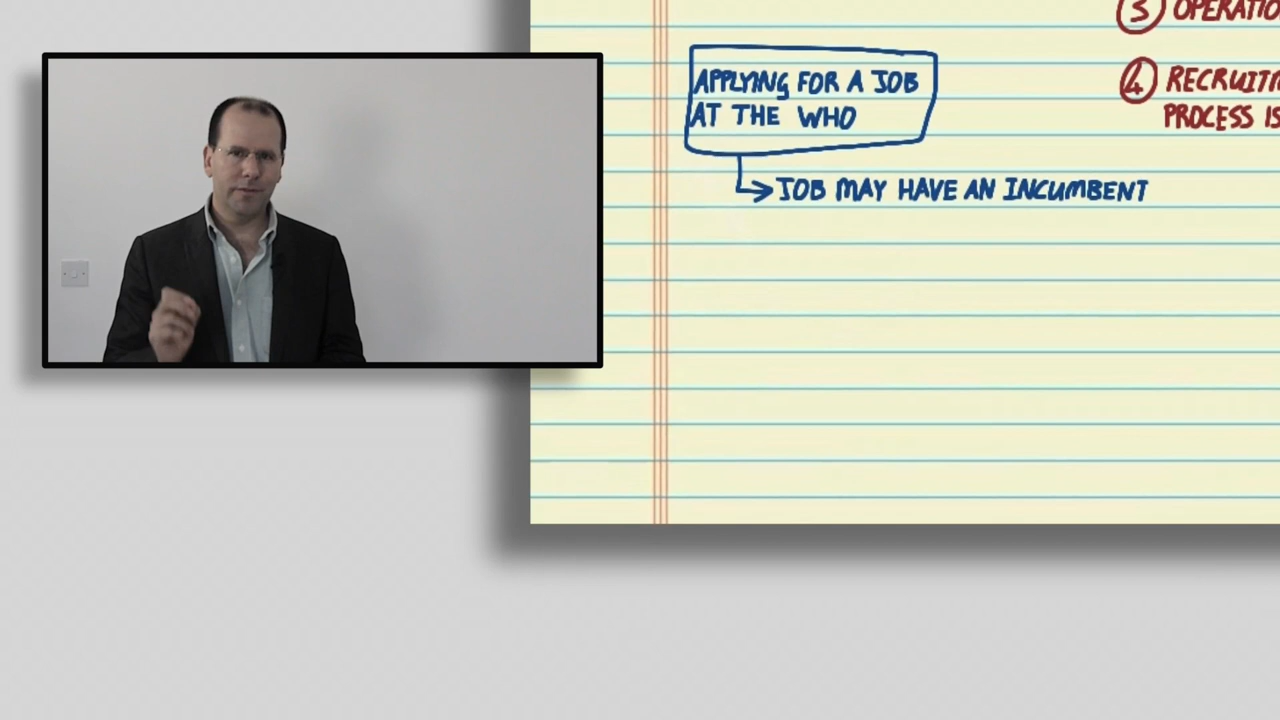 3 OPERATIO
APPLYING FOR A JOB
AT THE WHO
4 RECRUITM
PROCESS IS
JOB MAY HAVE AN INCUMBENT